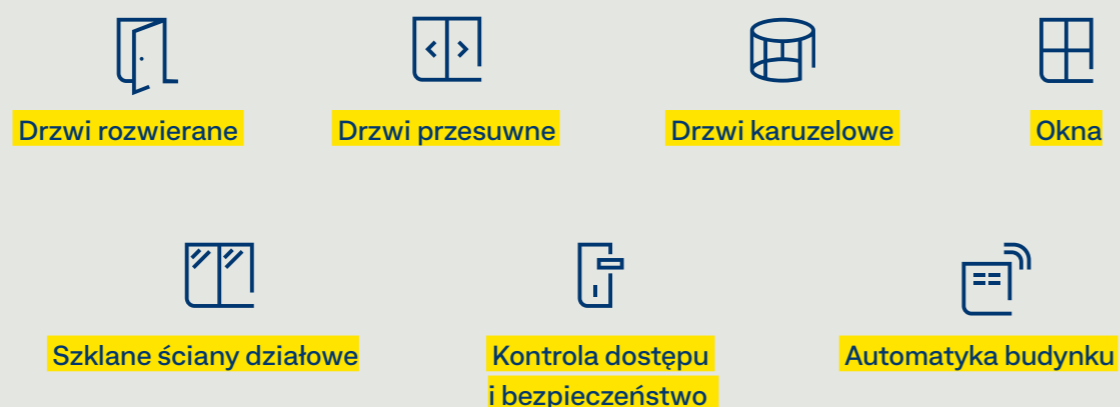 Drzwi rozwierane
Drzwi przesuwne
Drzwi karuzelowe
Okna
Szklane ściany działowe
Kontrola dostępu
i bezpieczeństwo
Automatyka budynku